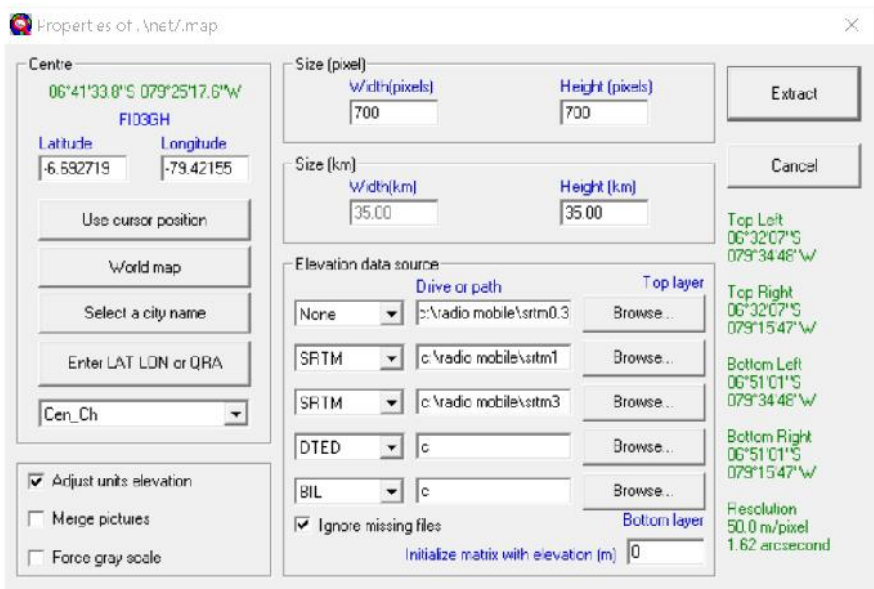 Properties of .\net/.map
Centre
06°41'33.8"S 079°25'17.6"W
FI03GH
Latitude Longitude
-6.692719 -79.42155
Use cursor position
World map
Select a city name
Enter LAT LON or QRA
Cen_Ch
Adjust units elevation
Merge pictures
Force gray scale
Size (pixel)
Width(pixels) Height (pixels)
700 700
Size (km)
Width(km) Height (km)
35.00 35.00
Elevation data source
Drive or path Top layer
None c:\radio mobile\srtm0.3 Browse...
SRTM c:\radio mobile\srtm1 Browse...
SRTM c:\radio mobile\srtm3 Browse...
DTED c Browse...
BIL c Browse...
Ignore missing files Bottom layer
Initialize matrix with elevation (m) 0
Extract
Cancel
Top Left
06°32'07"S
079°34'48"W
Top Right
06°32'07"S
079°15'47"W
Bottom Left
06°51'01"S
079°34'48"W
Bottom Right
06°51'01"S
079°15'47"W
Resolution
50.0 m/pixel
1.62 arcsecond